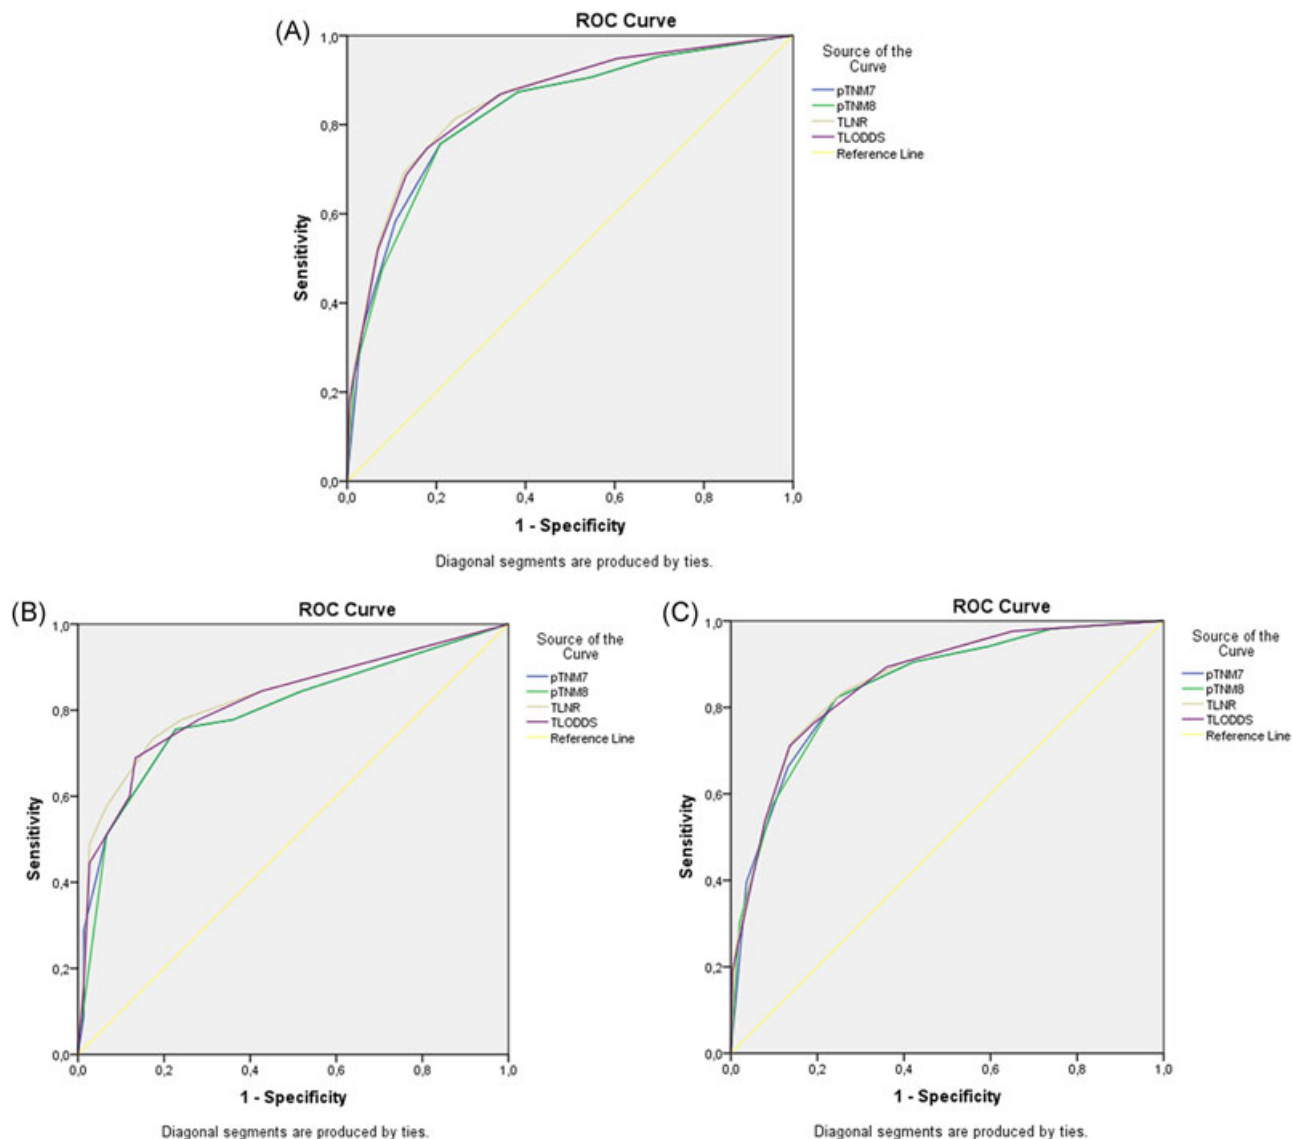 (A)
ROC Curve
Source of the
Curve
pTNM7
pTNM8
TLNR
TLODDS
Reference Line
1,0
0,8
0,6
0,4
0,2
0,0
Sensitivity
0,0 0,2 0,4 0,6 0,8 1,0
1 - Specificity
Diagonal segments are produced by ties.
(B)
ROC Curve
Source of the
Curve
pTNM7
pTNM8
TLNR
TLODDS
Reference Line
1,0
0,8
0,6
0,4
0,2
0,0
Sensitivity
0,0 0,2 0,4 0,6 0,8 1,0
1 - Specificity
Diagonal segments are produced by ties.
(C)
ROC Curve
Source of the
Curve
pTNM7
pTNM8
TLNR
TLODDS
Reference Line
1,0
0,8
0,6
0,4
0,2
0,0
Sensitivity
0,0 0,2 0,4 0,6 0,8 1,0
1 - Specificity
Diagonal segments are produced by ties.